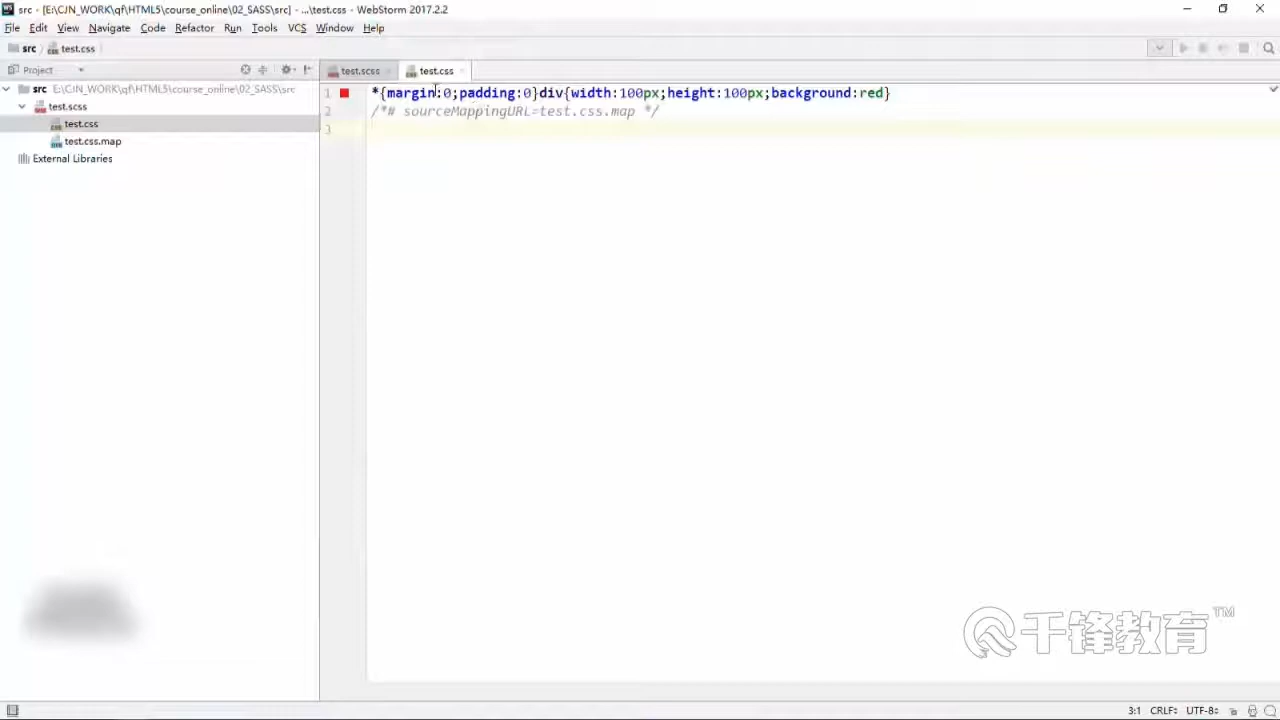 src - [E:\CJN_WORK\qf\HTML5\course_online\02_SASS\src] - ...\test.css - WebStorm 2017.2.2
File Edit View Navigate Code Refactor Run Tools VCS Window Help
src test.css
Project test.scss test.css
src E:\CJN_WORK\qf\HTML5\course_online\02_SASS\src
test.scss
test.css
test.css.map
External Libraries
1 *{margin:0;padding:0}div{width:100px;height:100px;background:red}
2 /*# sourceMappingURL=test.css.map */
3
千锋教育™
3:1 CRLF UTF-8